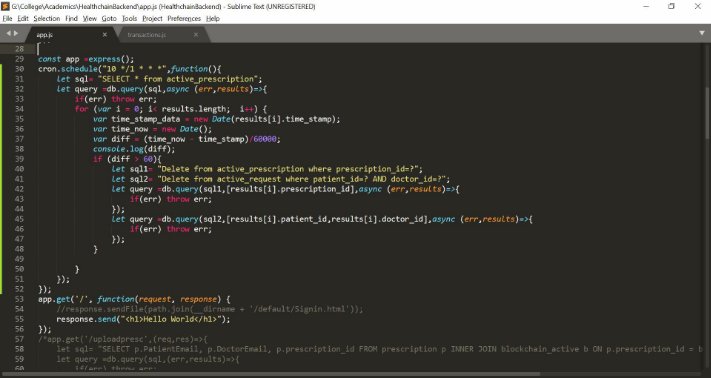 G:\College\Academics\HealthchainBackend\app.js (HealthchainBackend) - Sublime Text (UNREGISTERED)
File Edit Selection Find View Goto Tools Project Preferences Help
app.js × transactions.js ×
28
29 const app =express();
30 cron.schedule("10 */1 * * *",function(){
31 let sql= "SELECT * from active_prescription";
32 let query =db.query(sql,async (err,results)=>{
33 if(err) throw err;
34 for (var i = 0; i< results.length; i++) {
35 var time_stamp_data = new Date(results[i].time_stamp);
36 var time_now = new Date();
37 var diff = (time_now - time_stamp)/60000;
38 console.log(diff);
39 if (diff > 60){
40 let sql1= "Delete from active_prescription where prescription_id=?";
41 let sql2= "Delete from active_request where patient_id=? AND doctor_id=?";
42 let query =db.query(sql1,[results[i].prescription_id],async (err,results)=>{
43 if(err) throw err;
44 });
45 let query =db.query(sql2,[results[i].patient_id,results[i].doctor_id],async (err,results)=>{
46 if(err) throw err;
47 });
48 }
49
50 }
51 });
52 });
53 app.get('/', function(request, response) {
54 //response.sendFile(path.join(__dirname + '/default/Signin.html'));
55 response.send("<h1>Hello World</h1>");
56 });
57 /*app.get('/uploadpresc',(req,res)=>{
58 let sql= "SELECT p.PatientEmail, p.DoctorEmail, p.prescription_id FROM prescription p INNER JOIN blockchain_active b ON p.prescription_id = b
59 let query =db.query(sql,(err,results)=>{
60 if(err) throw err;